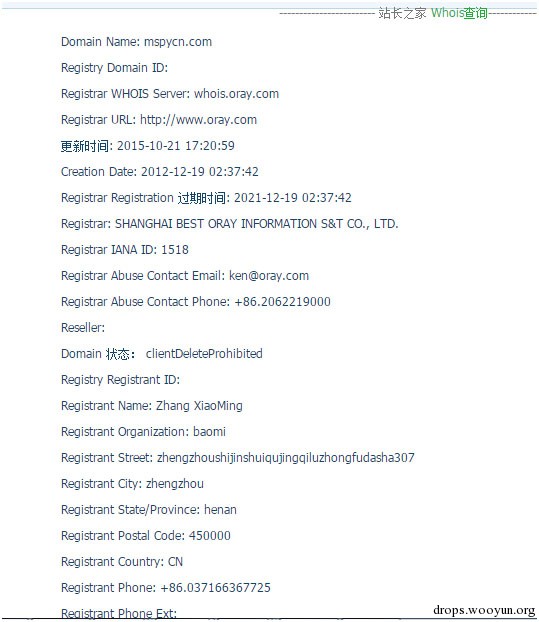 ------------------------- 站长之家 Whois查询-------------
Domain Name: mspycn.com
Registry Domain ID:
Registrar WHOIS Server: whois.oray.com
Registrar URL: http://www.oray.com
更新时间: 2015-10-21 17:20:59
Creation Date: 2012-12-19 02:37:42
Registrar Registration 过期时间: 2021-12-19 02:37:42
Registrar: SHANGHAI BEST ORAY INFORMATION S&T CO., LTD.
Registrar IANA ID: 1518
Registrar Abuse Contact Email: ken@oray.com
Registrar Abuse Contact Phone: +86.2062219000
Reseller:
Domain 状态： clientDeleteProhibited
Registry Registrant ID:
Registrant Name: Zhang XiaoMing
Registrant Organization: baomi
Registrant Street: zhengzhoushijinshuiqujingqiluzhongfudasha307
Registrant City: zhengzhou
Registrant State/Province: henan
Registrant Postal Code: 450000
Registrant Country: CN
Registrant Phone: +86.037166367725
Registrant Phone Ext:
drops.wooyun.org